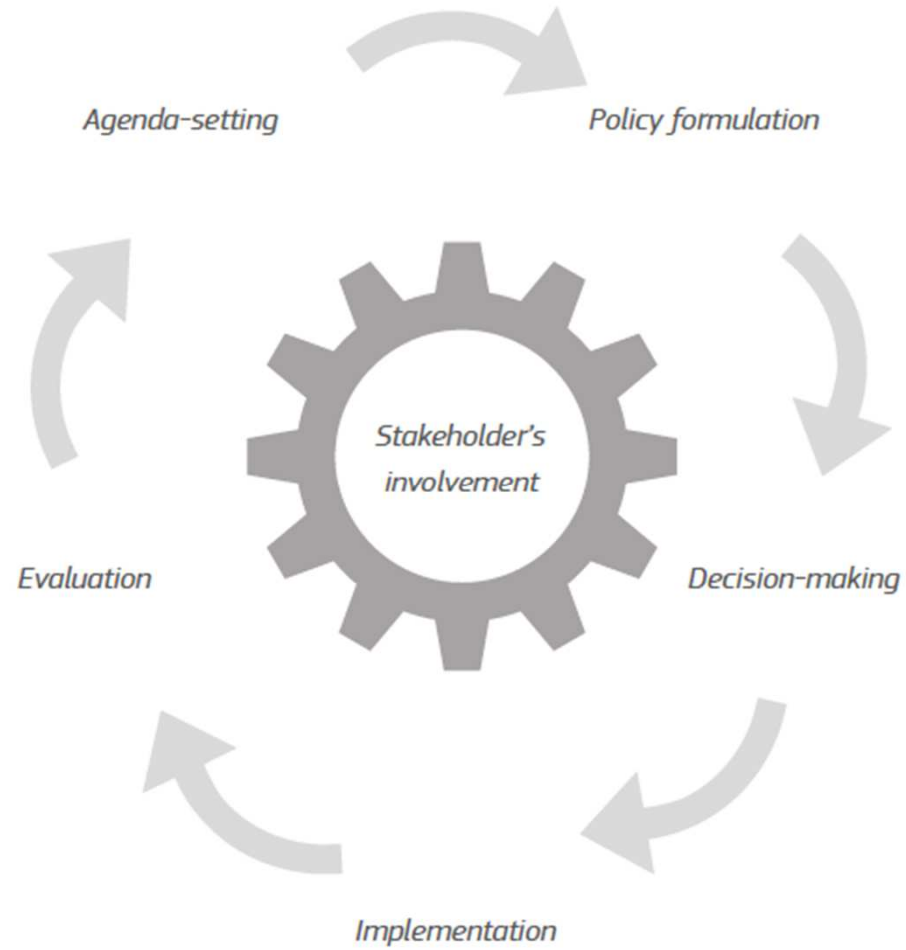 Agenda-setting
Policy formulation
Stakeholder's
involvement
Evaluation
Decision-making
Implementation